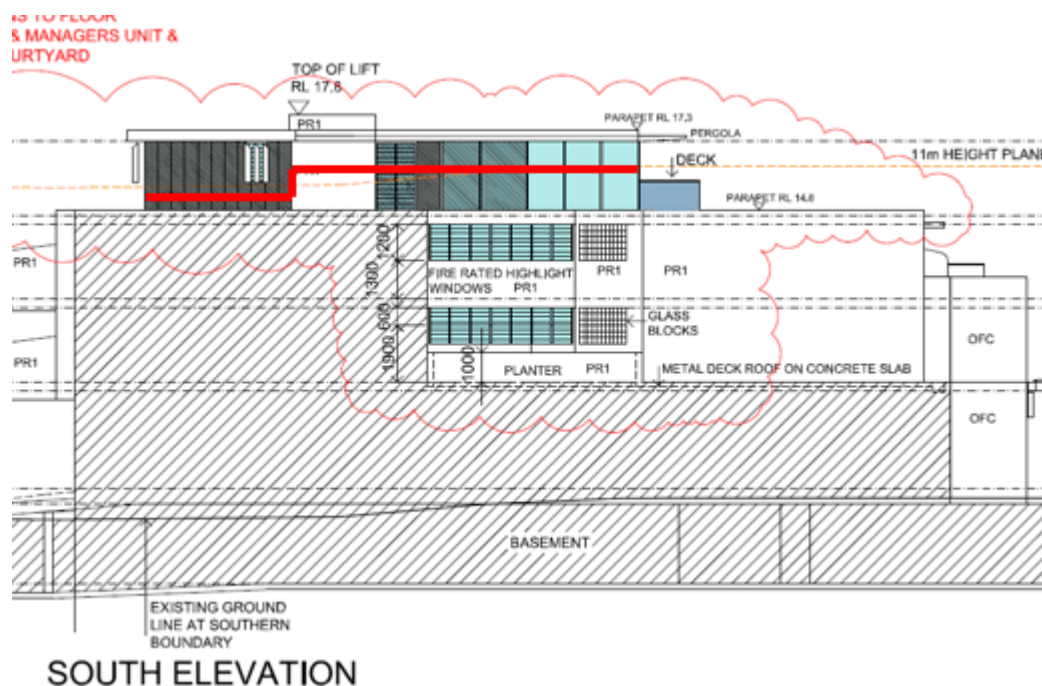 & MANAGERS UNIT &
URTYARD
TOP OF LIFT
RL 17.8
PR1
PARAPET RL 17.3
PERGOLA
11m HEIGHT PLANE
DECK
PARAPET RL 14.6
PR1
1200
1300
FIRE RATED HIGHLIGHT
WINDOWS PR1
PR1
PR1
600
GLASS
BLOCKS
OFC
PR1
1900
1000
PLANTER PR1
METAL DECK ROOF ON CONCRETE SLAB
OFC
BASEMENT
EXISTING GROUND
LINE AT SOUTHERN
BOUNDARY
SOUTH ELEVATION